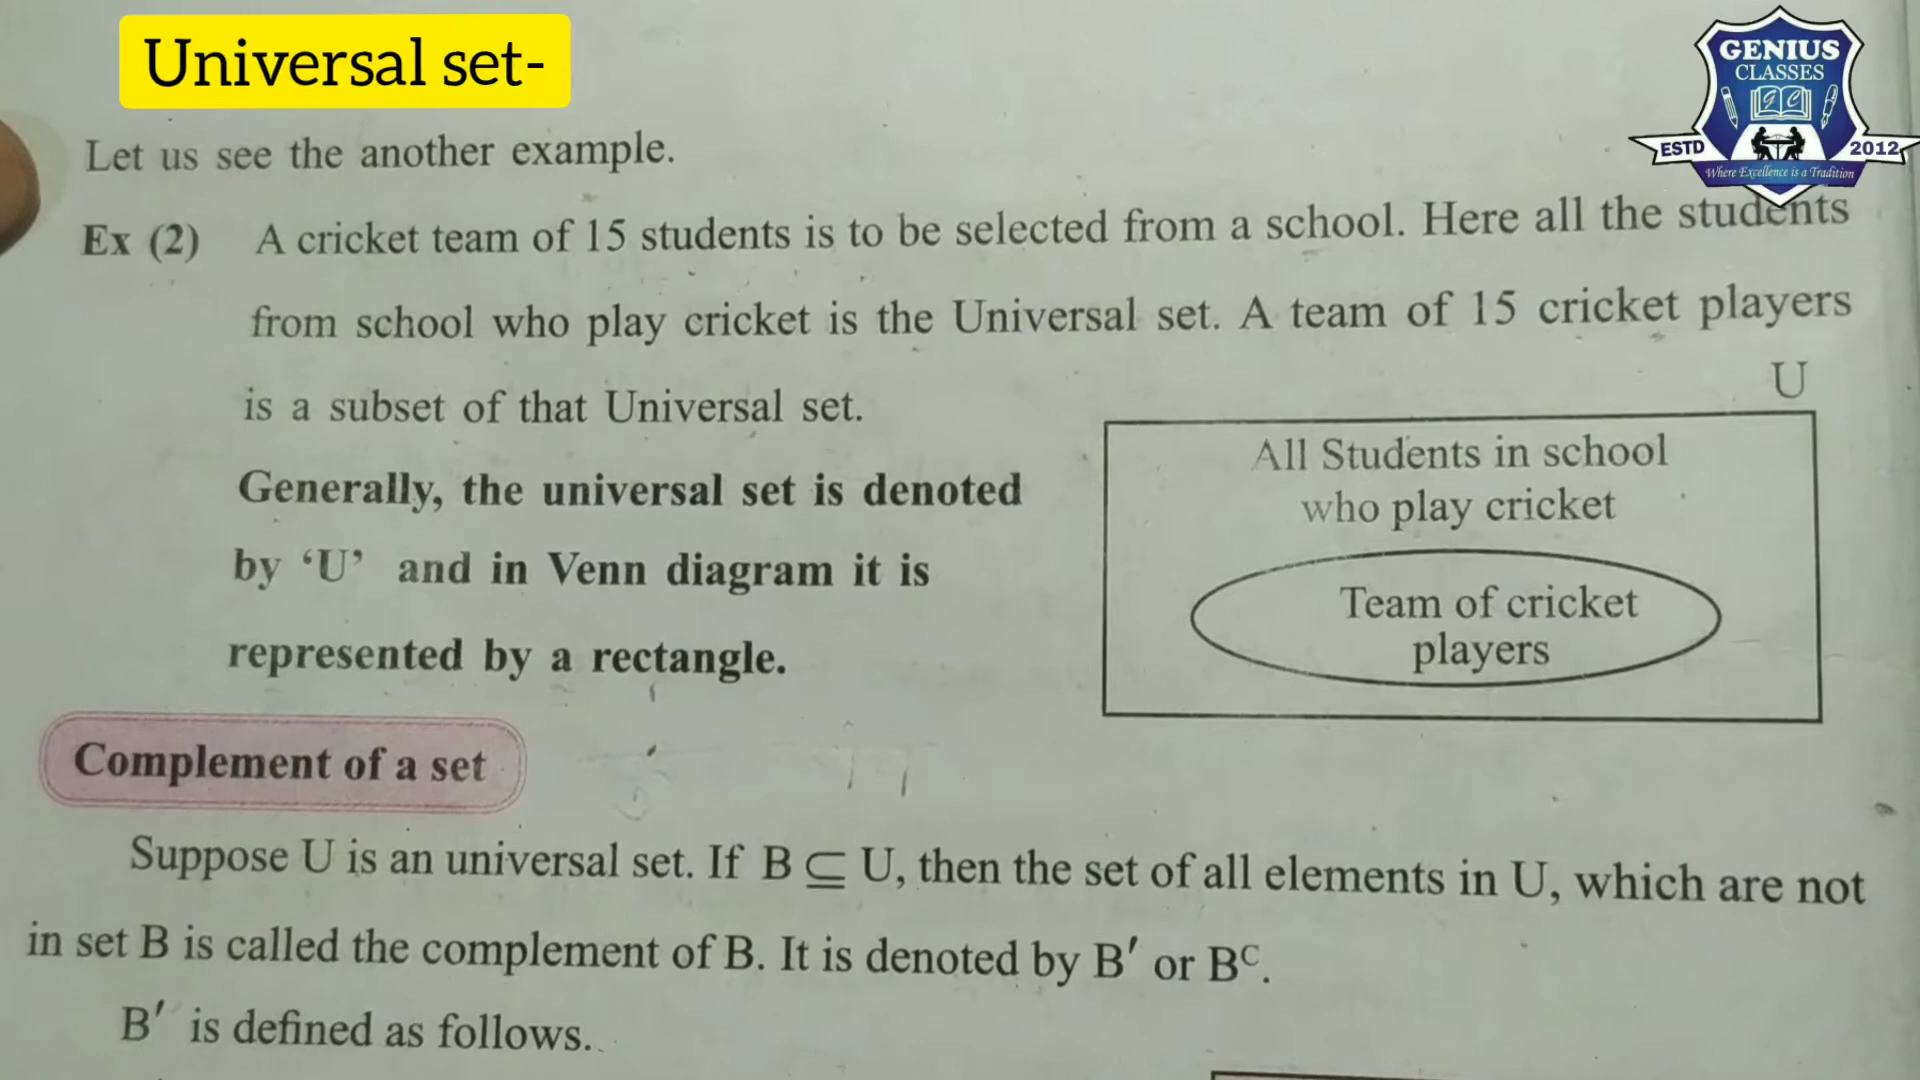 Universal set-
GENIUS
CLASSES
GC
ESTD
2012
Where Excellence is a Tradition
Let us see the another example.
Ex (2) A cricket team of 15 students is to be selected from a school. Here all the students
from school who play cricket is the Universal set. A team of 15 cricket players
is a subset of that Universal set.
Generally, the universal set is denoted
by ‘U’ and in Venn diagram it is
represented by a rectangle.
U
All Students in school
who play cricket
Team of cricket
players
Complement of a set
Suppose U is an universal set. If B ⊆ U, then the set of all elements in U, which are not
in set B is called the complement of B. It is denoted by B′ or Bᶜ.
B′ is defined as follows.